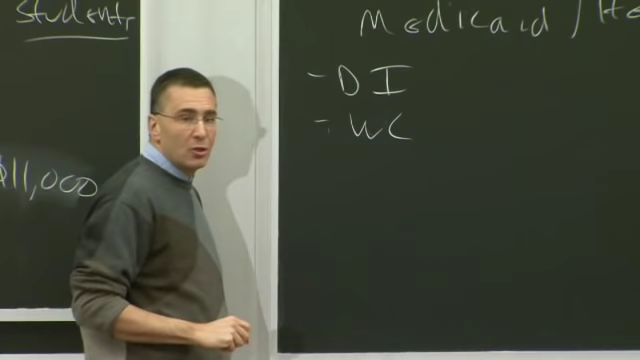 Students
$11,000
Medicaid / He
- DI
- WC